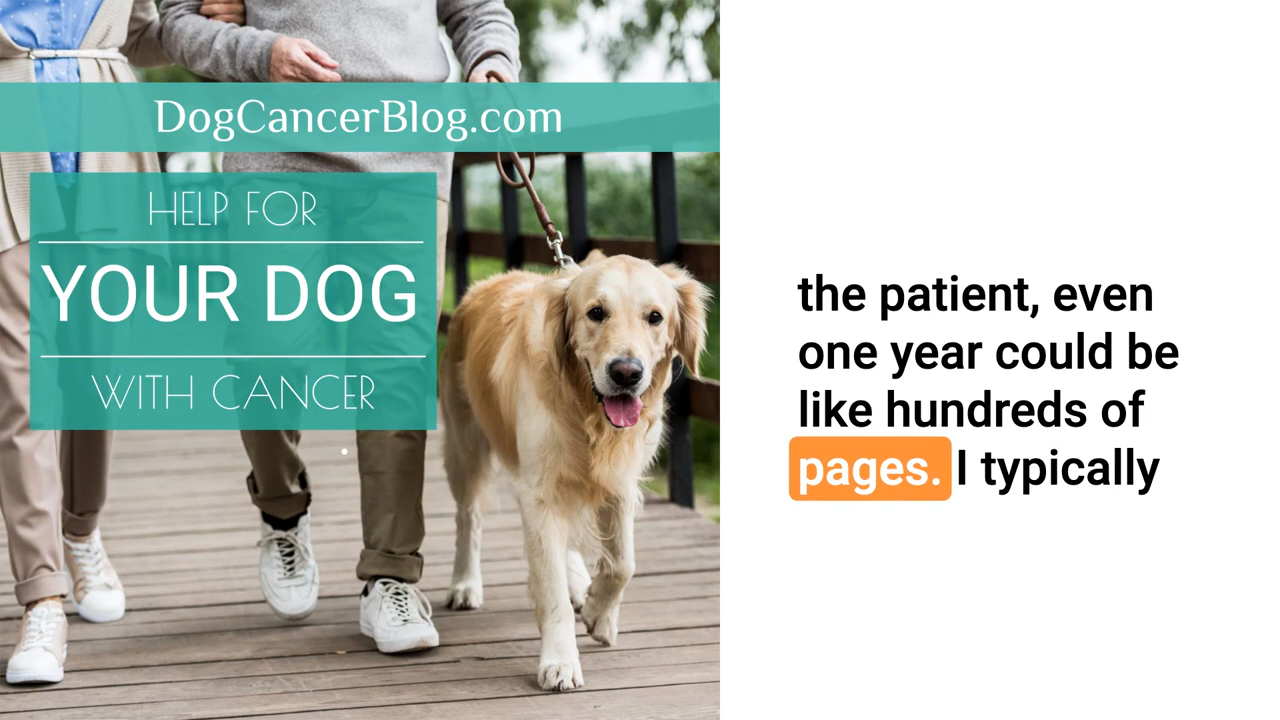 DogCancerBlog.com
HELP FOR
YOUR DOG
WITH CANCER
the patient, even
one year could be
like hundreds of
pages. I typically